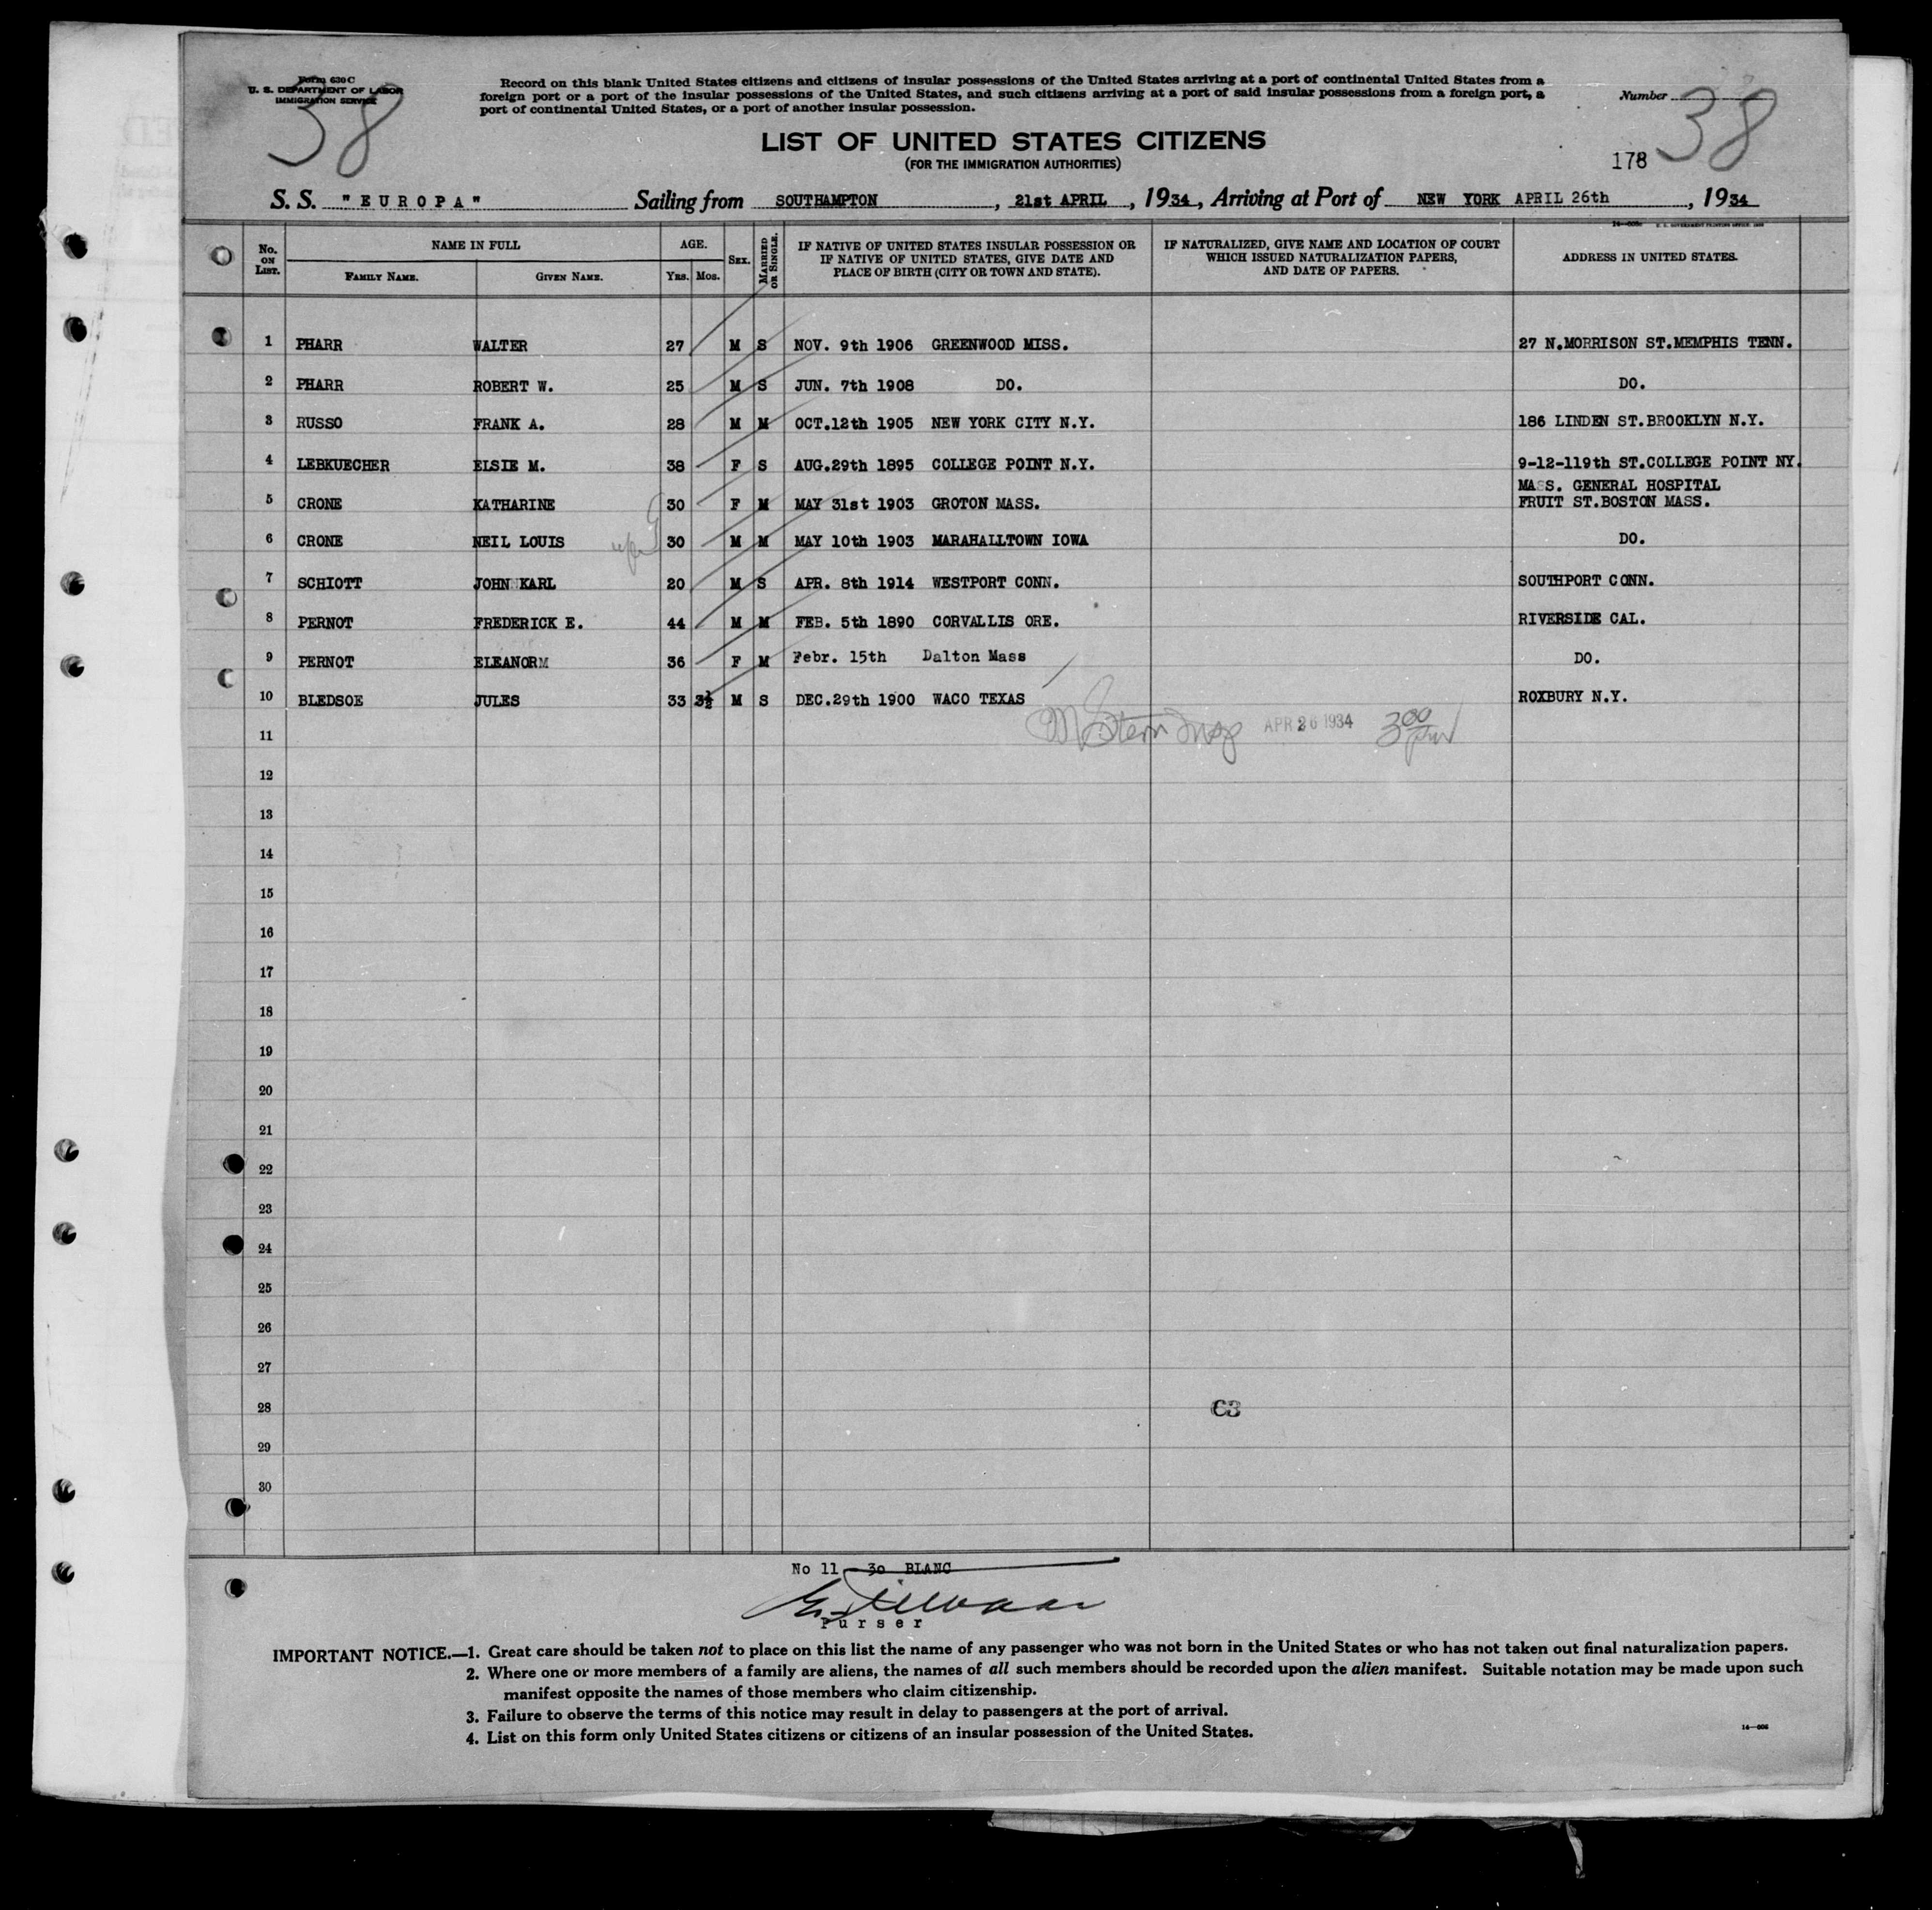 Form 630 C
U. S. DEPARTMENT OF LABOR
IMMIGRATION SERVICE
38
Record on this blank United States citizens and citizens of insular possessions of the United States arriving at a port of continental United States from a
foreign port or a port of the insular possessions of the United States, and such citizens arriving at a port of said insular possessions from a foreign port, a
port of continental United States, or a port of another insular possession.
Number 38
LIST OF UNITED STATES CITIZENS
(FOR THE IMMIGRATION AUTHORITIES)
178
S. S. "EUROPA" Sailing from SOUTHAMPTON, 21st APRIL, 1934, Arriving at Port of NEW YORK APRIL 26th, 1934
No. ON LIST. NAME IN FULL AGE. SEX. MARRIED OR SINGLE. IF NATIVE OF UNITED STATES INSULAR POSSESSION OR IF NATIVE OF UNITED STATES, GIVE DATE AND PLACE OF BIRTH (CITY OR TOWN AND STATE). IF NATURALIZED, GIVE NAME AND LOCATION OF COURT WHICH ISSUED NATURALIZATION PAPERS, AND DATE OF PAPERS. ADDRESS IN UNITED STATES.
FAMILY NAME. GIVEN NAME. YRS. MOS.
1 PHARR WALTER 27 M S NOV. 9th 1906 GREENWOOD MISS. 27 N.MORRISON ST.MEMPHIS TENN.
2 PHARR ROBERT W. 25 M S JUN. 7th 1908 DO. DO.
3 RUSSO FRANK A. 28 M M OCT.12th 1905 NEW YORK CITY N.Y. 186 LINDEN ST.BROOKLYN N.Y.
4 LEBKUECHER ELSIE M. 38 F S AUG.29th 1895 COLLEGE POINT N.Y. 9-12-119th ST.COLLEGE POINT NY.
5 CRONE KATHARINE 30 F M MAY 31st 1903 GROTON MASS. MASS. GENERAL HOSPITAL
FRUIT ST.BOSTON MASS.
6 CRONE NEIL LOUIS 30 M M MAY 10th 1903 MARAHALLTOWN IOWA DO.
7 SCHIOTT JOHN KARL 20 M S APR. 8th 1914 WESTPORT CONN. SOUTHPORT CONN.
8 PERNOT FREDERICK E. 44 M M FEB. 5th 1890 CORVALLIS ORE. RIVERSIDE CAL.
9 PERNOT ELEANORM 36 F M Febr. 15th Dalton Mass DO.
10 BLEDSOE JULES 33 3½ M S DEC.29th 1900 WACO TEXAS ROXBURY N.Y.
11 Stern Insp APR 26 1934 3 00 pm
12
13
14
15
16
17
18
19
20
21
22
23
24
25
26
27
28 C3
29
30
No 11 - 30 BLANC
Purser
IMPORTANT NOTICE.—1. Great care should be taken not to place on this list the name of any passenger who was not born in the United States or who has not taken out final naturalization papers.
2. Where one or more members of a family are aliens, the names of all such members should be recorded upon the alien manifest. Suitable notation may be made upon such
manifest opposite the names of those members who claim citizenship.
3. Failure to observe the terms of this notice may result in delay to passengers at the port of arrival.
4. List on this form only United States citizens or citizens of an insular possession of the United States.